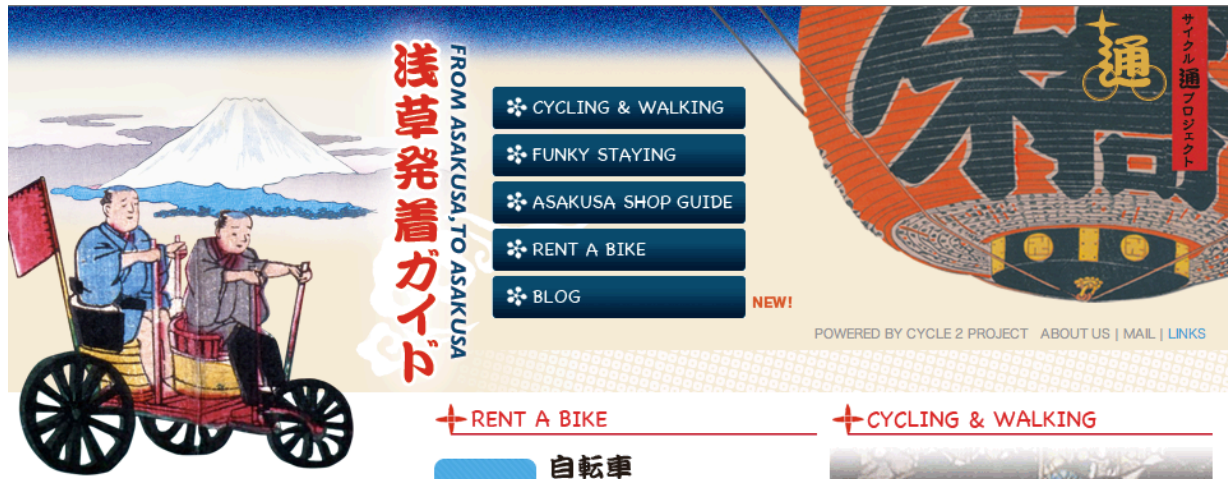 浅草発着ガイド
FROM ASAKUSA, TO ASAKUSA
CYCLING & WALKING
FUNKY STAYING
ASAKUSA SHOP GUIDE
RENT A BIKE
BLOG
NEW!
通
サイクル通プロジェクト
POWERED BY CYCLE 2 PROJECT ABOUT US | MAIL | LINKS
RENT A BIKE
CYCLING & WALKING
自転車